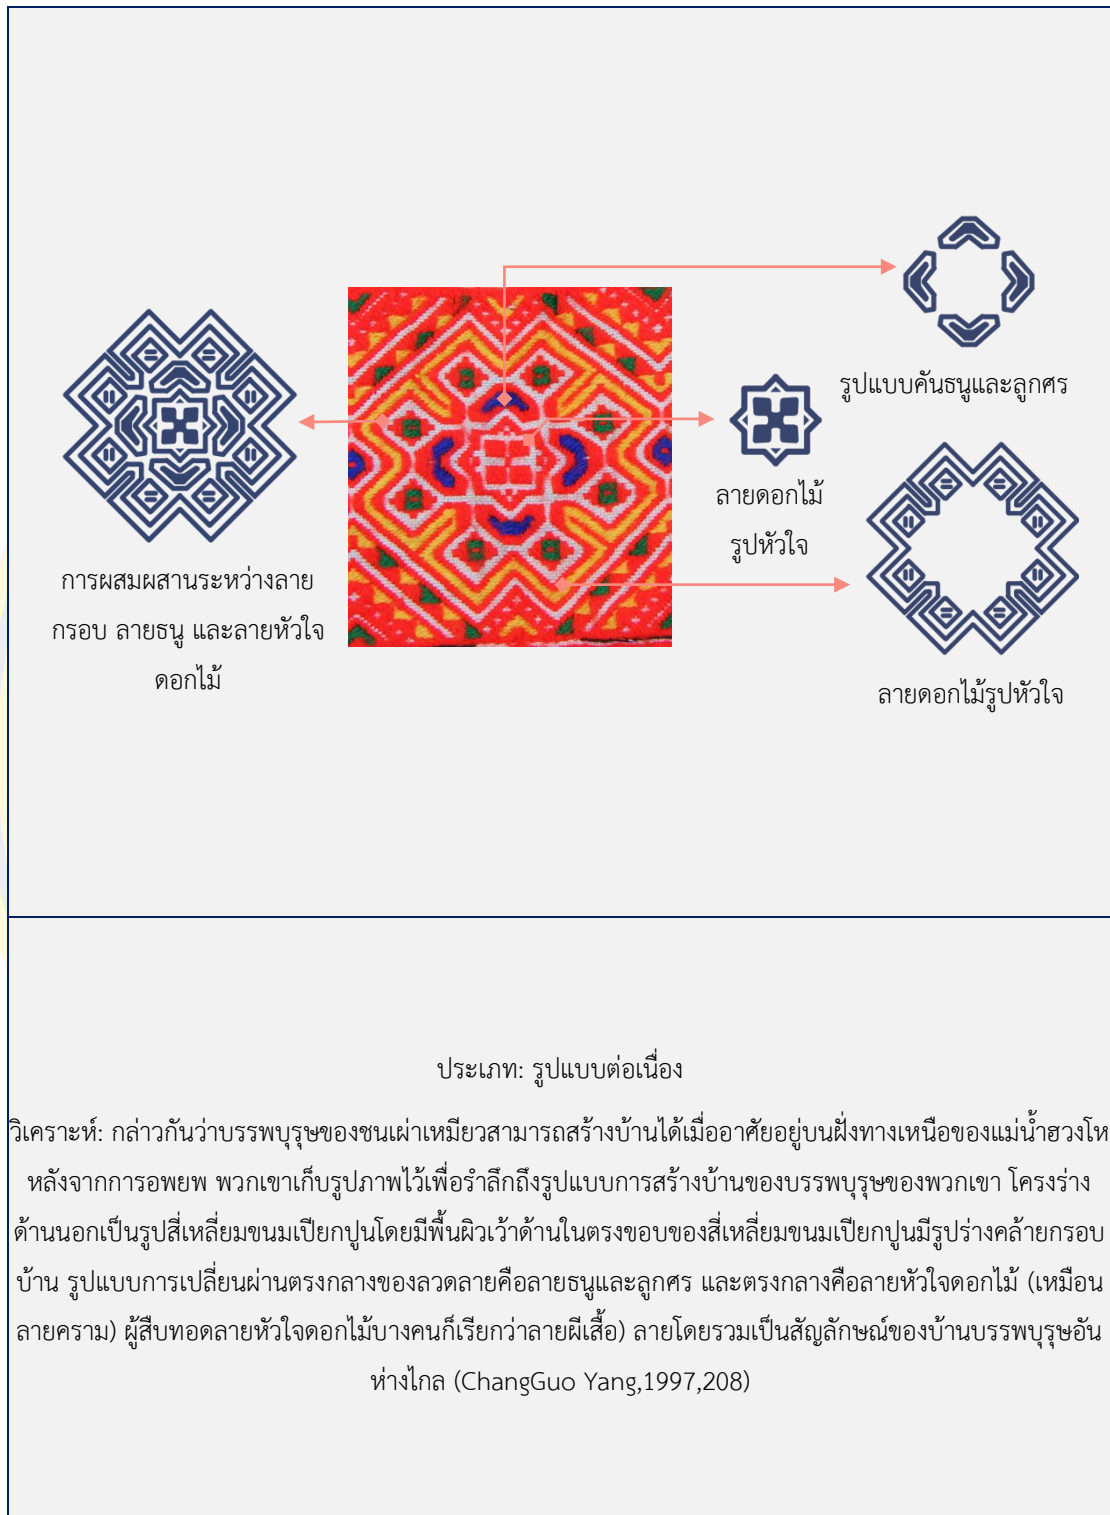 รูปแบบคันธนูและลูกศร
ลายดอกไม้
รูปหัวใจ
การผสมผสานระหว่างลาย
กรอบ ลายธนู และลายหัวใจ
ดอกไม้
ลายดอกไม้รูปหัวใจ
ประเภท: รูปแบบต่อเนื่อง
วิเคราะห์: กล่าวกันว่าบรรพบุรุษของชนเผ่าเหมียวสามารถสร้างบ้านได้เมื่ออาศัยอยู่บนฝั่งทางเหนือของแม่น้ำฮวงโห
หลังจากการอพยพ พวกเขาเก็บรูปภาพไว้เพื่อรำลึกถึงรูปแบบการสร้างบ้านของบรรพบุรุษของพวกเขา โครงร่าง
ด้านนอกเป็นรูปสี่เหลี่ยมขนมเปียกปูนโดยมีพื้นผิวเว้าด้านในตรงขอบของสี่เหลี่ยมขนมเปียกปูนมีรูปร่างคล้ายกรอบ
บ้าน รูปแบบการเปลี่ยนผ่านตรงกลางของลวดลายคือลายธนูและลูกศร และตรงกลางคือลายหัวใจดอกไม้ (เหมือน
ลายคราม) ผู้สืบทอดลายหัวใจดอกไม้บางคนก็เรียกว่าลายผีเสื้อ) ลายโดยรวมเป็นสัญลักษณ์ของบ้านบรรพบุรุษอัน
ห่างไกล (ChangGuo Yang,1997,208)